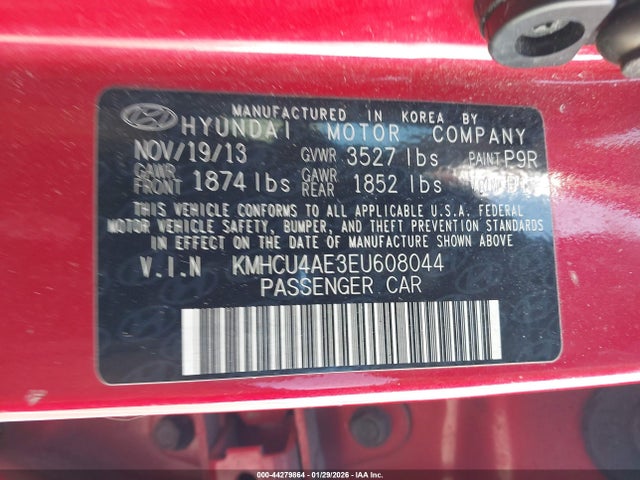 MANUFACTURED IN KOREA BY
HYUNDAI MOTOR COMPANY
NOV/19/13 GVWR 3527 lbs PAINT P9R
GAWR FRONT 1874 lbs GAWR REAR 1852 lbs
THIS VEHICLE CONFORMS TO ALL APPLICABLE U.S.A. FEDERAL
MOTOR VEHICLE SAFETY, BUMPER, AND THEFT PREVENTION STANDARDS
IN EFFECT ON THE DATE OF MANUFACTURE SHOWN ABOVE.
V.I.N KMHCU4AE3EU608044
PASSENGER CAR
000-44279864 | 01/29/2026 - IAA Corp.